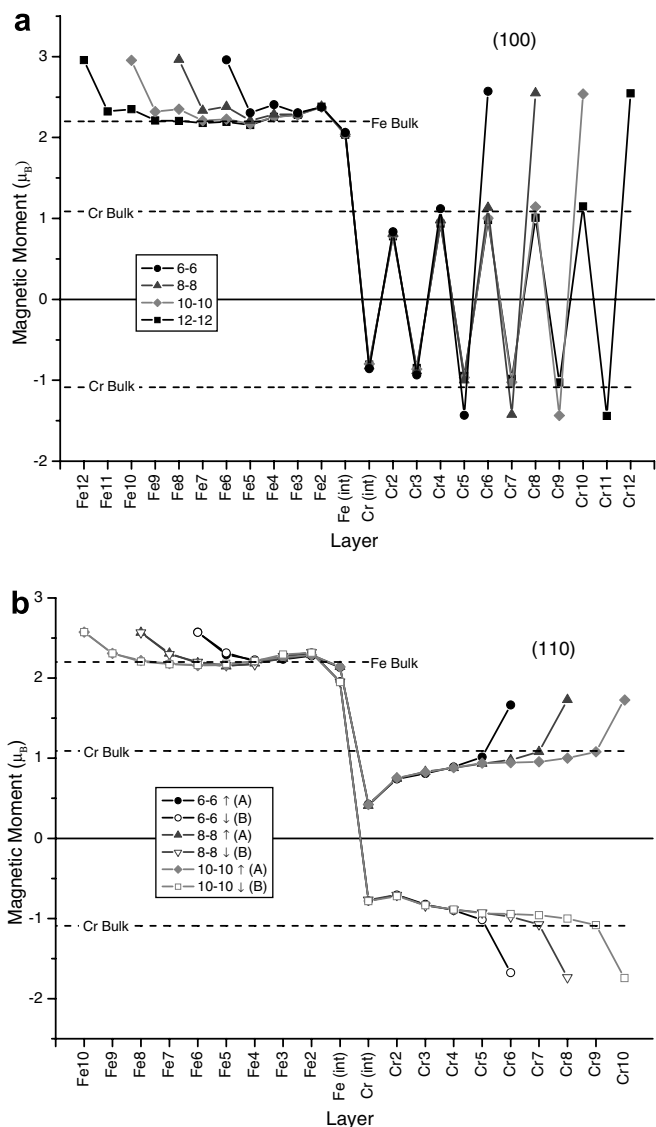 a
(100)
3
2
1
0
-1
-2
Magnetic Moment (μB)
Fe Bulk
Cr Bulk
Cr Bulk
6-6
8-8
10-10
12-12
Fe12
Fe11
Fe10
Fe9
Fe8
Fe7
Fe6
Fe5
Fe4
Fe3
Fe2
Fe (int)
Cr (int)
Cr2
Cr3
Cr4
Cr5
Cr6
Cr7
Cr8
Cr9
Cr10
Cr11
Cr12
Layer
b
(110)
3
2
1
0
-1
-2
Magnetic Moment (μB)
Fe Bulk
Cr Bulk
Cr Bulk
6-6 ↑ (A)
6-6 ↓ (B)
8-8 ↑ (A)
8-8 ↓ (B)
10-10 ↑ (A)
10-10 ↓ (B)
Fe10
Fe9
Fe8
Fe7
Fe6
Fe5
Fe4
Fe3
Fe2
Fe (int)
Cr (int)
Cr2
Cr3
Cr4
Cr5
Cr6
Cr7
Cr8
Cr9
Cr10
Layer